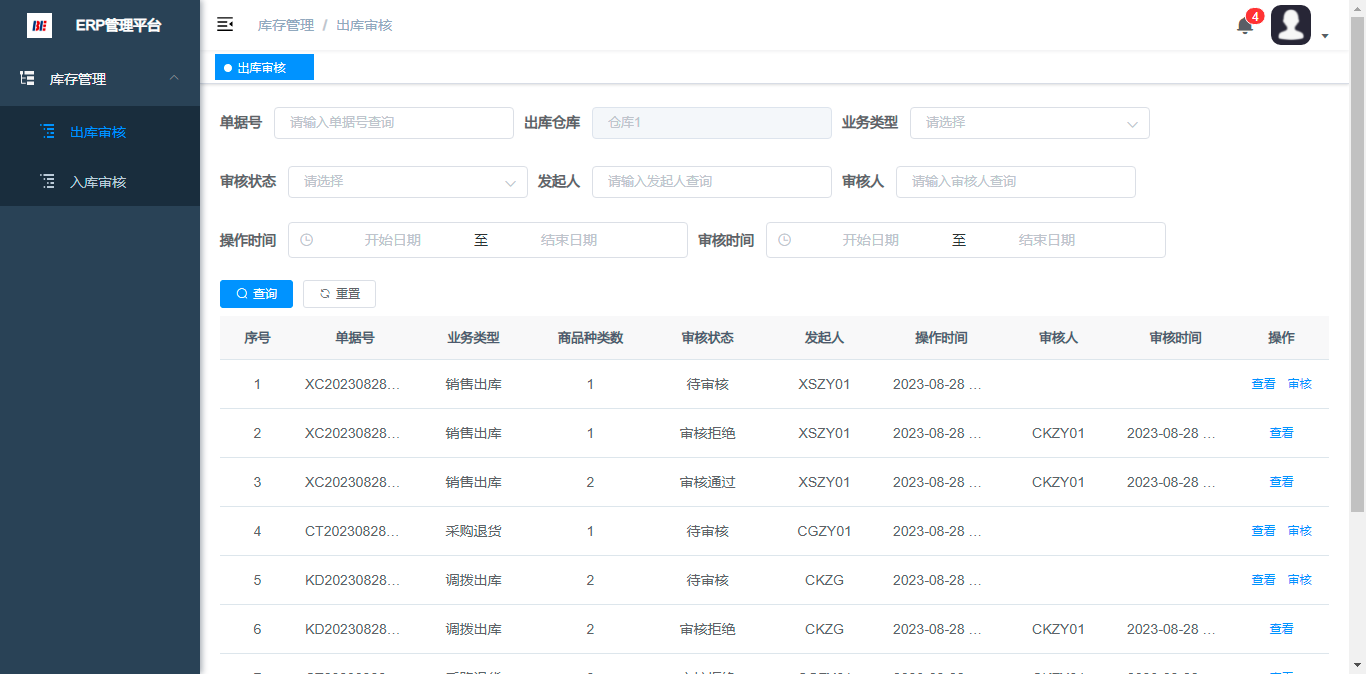 ERP管理平台
库存管理
出库审核
入库审核
库存管理 / 出库审核
4
出库审核
单据号 请输入单据号查询 出库仓库 仓库1 业务类型 请选择
审核状态 请选择 发起人 请输入发起人查询 审核人 请输入审核人查询
操作时间 开始日期 至 结束日期 审核时间 开始日期 至 结束日期
查询 重置
序号 单据号 业务类型 商品种类数 审核状态 发起人 操作时间 审核人 审核时间 操作
1 XC20230828... 销售出库 1 待审核 XSZY01 2023-08-28 ... 查看 审核
2 XC20230828... 销售出库 1 审核拒绝 XSZY01 2023-08-28 ... CKZY01 2023-08-28 ... 查看
3 XC20230828... 销售出库 2 审核通过 XSZY01 2023-08-28 ... CKZY01 2023-08-28 ... 查看
4 CT20230828... 采购退货 1 待审核 CGZY01 2023-08-28 ... 查看 审核
5 KD20230828... 调拨出库 2 待审核 CKZG 2023-08-28 ... 查看 审核
6 KD20230828... 调拨出库 2 审核拒绝 CKZG 2023-08-28 ... CKZY01 2023-08-28 ... 查看